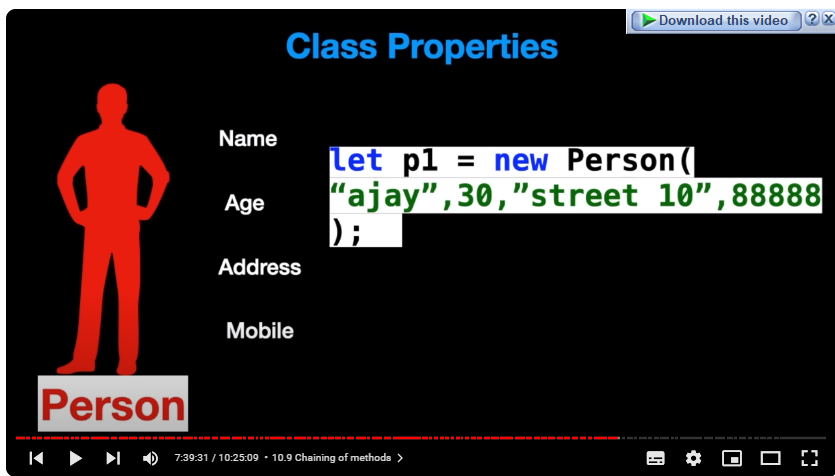 Download this video ? X
Class Properties
Name
Age
Address
Mobile
let p1 = new Person(
“ajay”,30,”street 10”,88888
);
Person
7:39:31 / 10:25:09 • 10.9 Chaining of methods >